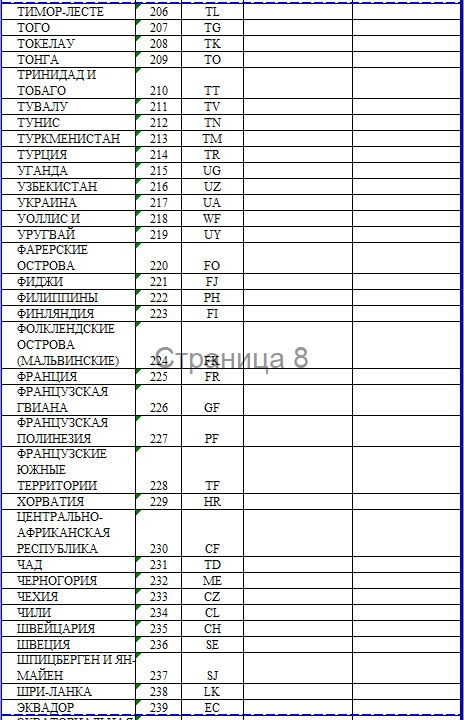 ТИМОР-ЛЕСТЕ 206 TL
ТОГО 207 TG
ТОКЕЛАУ 208 TK
ТОНГА 209 TO
ТРИНИДАД И
ТОБАГО 210 TT
ТУВАЛУ 211 TV
ТУНИС 212 TN
ТУРКМЕНИСТАН 213 TM
ТУРЦИЯ 214 TR
УГАНДА 215 UG
УЗБЕКИСТАН 216 UZ
УКРАИНА 217 UA
УОЛЛИС И 218 WF
УРУГВАЙ 219 UY
ФАРЕРСКИЕ
ОСТРОВА 220 FO
ФИДЖИ 221 FJ
ФИЛИППИНЫ 222 PH
ФИНЛЯНДИЯ 223 FI
ФОЛКЛЕНДСКИЕ
ОСТРОВА
(МАЛЬВИНСКИЕ) 224 FK
Страница 8
ФРАНЦИЯ 225 FR
ФРАНЦУЗСКАЯ
ГВИАНА 226 GF
ФРАНЦУЗСКАЯ
ПОЛИНЕЗИЯ 227 PF
ФРАНЦУЗСКИЕ
ЮЖНЫЕ
ТЕРРИТОРИИ 228 TF
ХОРВАТИЯ 229 HR
ЦЕНТРАЛЬНО-
АФРИКАНСКАЯ
РЕСПУБЛИКА 230 CF
ЧАД 231 TD
ЧЕРНОГОРИЯ 232 ME
ЧЕХИЯ 233 CZ
ЧИЛИ 234 CL
ШВЕЙЦАРИЯ 235 CH
ШВЕЦИЯ 236 SE
ШПИЦБЕРГЕН И ЯН-
МАЙЕН 237 SJ
ШРИ-ЛАНКА 238 LK
ЭКВАДОР 239 EC